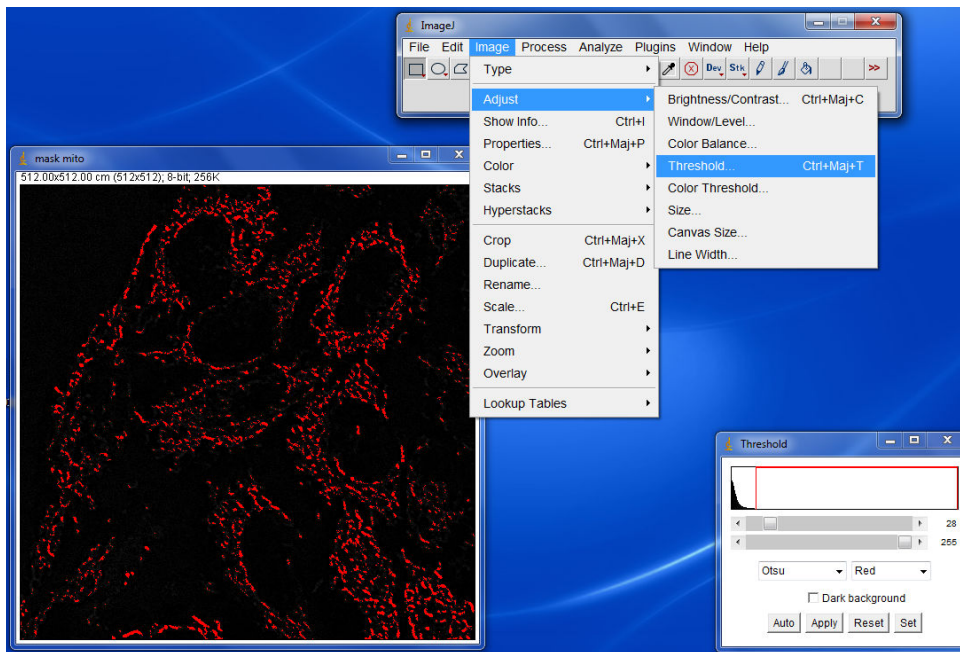 ImageJ
File Edit Image Process Analyze Plugins Window Help
Dev Stk >>
Type
Adjust
Show Info... Ctrl+I
Properties... Ctrl+Maj+P
Color
Stacks
Hyperstacks
Crop Ctrl+Maj+X
Duplicate... Ctrl+Maj+D
Rename...
Scale... Ctrl+E
Transform
Zoom
Overlay
Lookup Tables
Brightness/Contrast... Ctrl+Maj+C
Window/Level...
Color Balance...
Threshold... Ctrl+Maj+T
Color Threshold...
Size...
Canvas Size...
Line Width...
mask mito
512.00x512.00 cm (512x512); 8-bit; 256K
Threshold
28
255
Otsu Red
Dark background
Auto Apply Reset Set